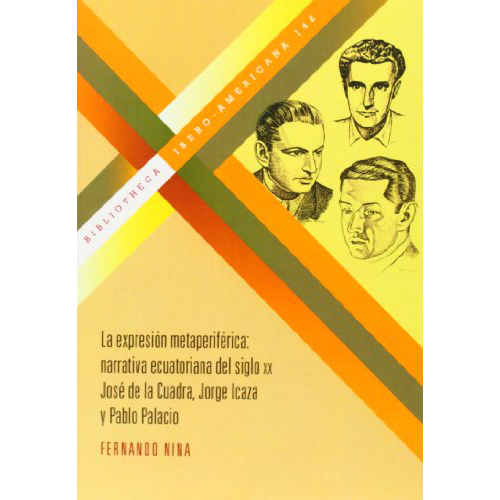 BIBLIOTHECA IBERO-AMERICANA 148
La expresión metaperiférica:
narrativa ecuatoriana del siglo XX
José de la Cuadra, Jorge Icaza
y Pablo Palacio
FERNANDO NINA